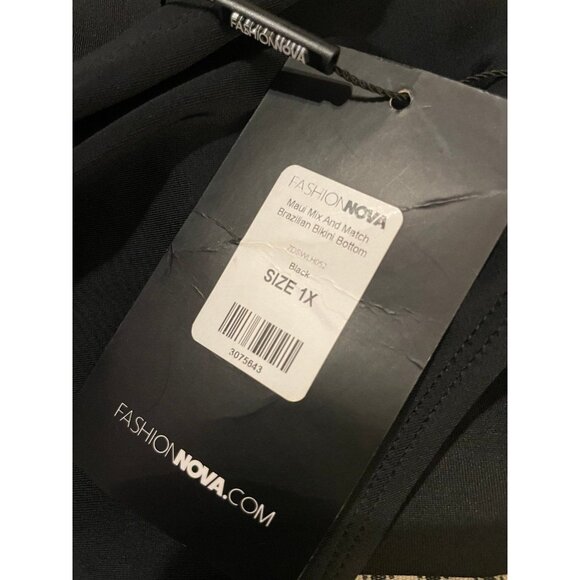 FASHIONNOVA
FASHIONNOVA
Maui Mix And Match
Brazilian Bikini Bottom
Black
SIZE 1X
3075643
FASHIONNOVA.COM